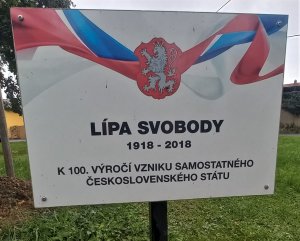 LÍPA SVOBODY
1918 - 2018
K 100. VÝROČÍ VZNIKU SAMOSTATNÉHO
ČESKOSLOVENSKÉHO STÁTU